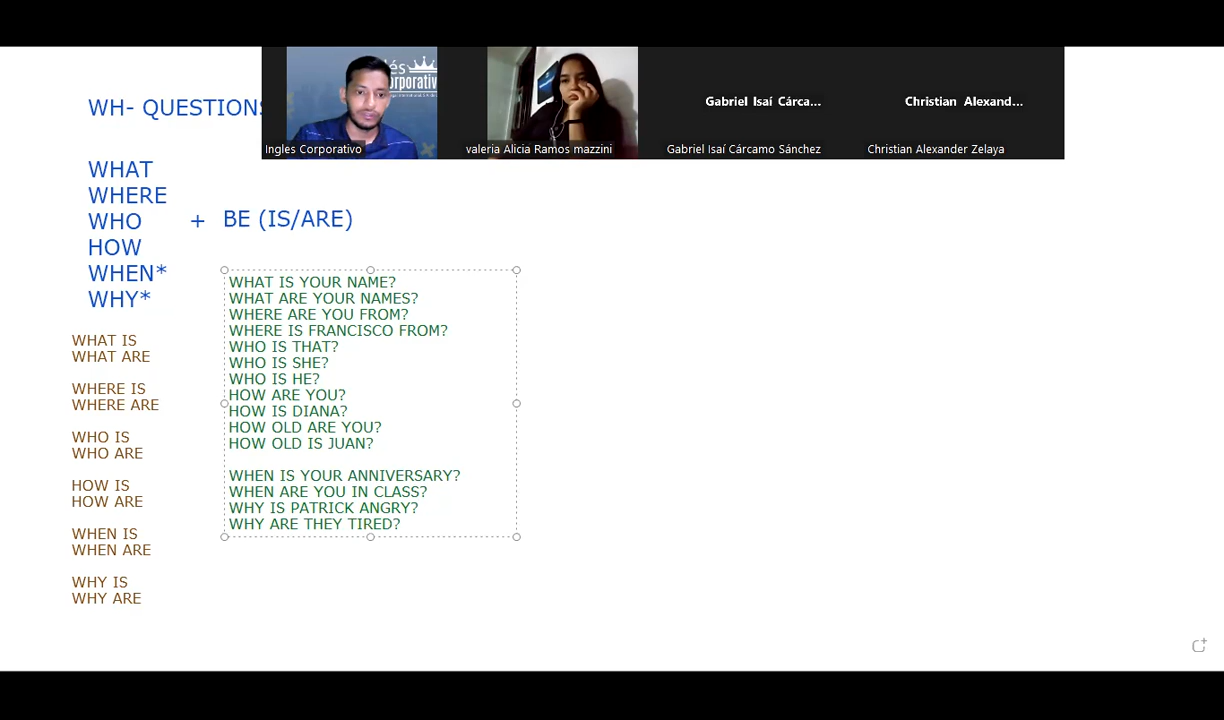 WH- QUESTIONS
lés
orporativ
Ingles Corporativo
valeria Alicia Ramos mazzini
Gabriel Isaí Cárca...
Gabriel Isaí Cárcamo Sánchez
Christian Alexand...
Christian Alexander Zelaya
WHAT
WHERE
WHO
HOW
WHEN*
WHY*
+ BE (IS/ARE)
WHAT IS
WHAT ARE
WHERE IS
WHERE ARE
WHO IS
WHO ARE
HOW IS
HOW ARE
WHEN IS
WHEN ARE
WHY IS
WHY ARE
WHAT IS YOUR NAME?
WHAT ARE YOUR NAMES?
WHERE ARE YOU FROM?
WHERE IS FRANCISCO FROM?
WHO IS THAT?
WHO IS SHE?
WHO IS HE?
HOW ARE YOU?
HOW IS DIANA?
HOW OLD ARE YOU?
HOW OLD IS JUAN?
WHEN IS YOUR ANNIVERSARY?
WHEN ARE YOU IN CLASS?
WHY IS PATRICK ANGRY?
WHY ARE THEY TIRED?